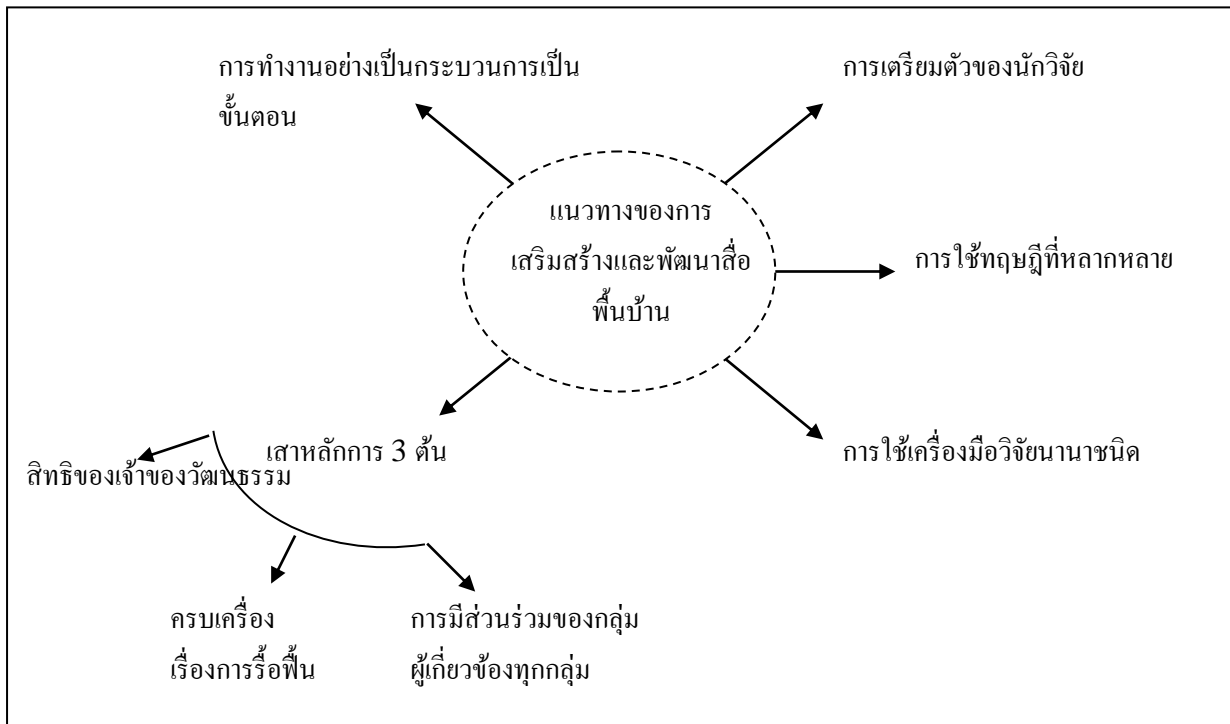 การทำงานอย่างเป็นกระบวนการเป็น
ขั้นตอน
การเตรียมตัวของนักวิจัย
แนวทางของการ
เสริมสร้างและพัฒนาสื่อ
พื้นบ้าน
การใช้ทฤษฎีที่หลากหลาย
เสาหลักการ 3 ต้น
การใช้เครื่องมือวิจัยนานาชนิด
สิทธิของเจ้าของวัฒนธรรม
ครบเครื่อง
เรื่องการรื้อฟื้น
การมีส่วนร่วมของกลุ่ม
ผู้เกี่ยวข้องทุกกลุ่ม